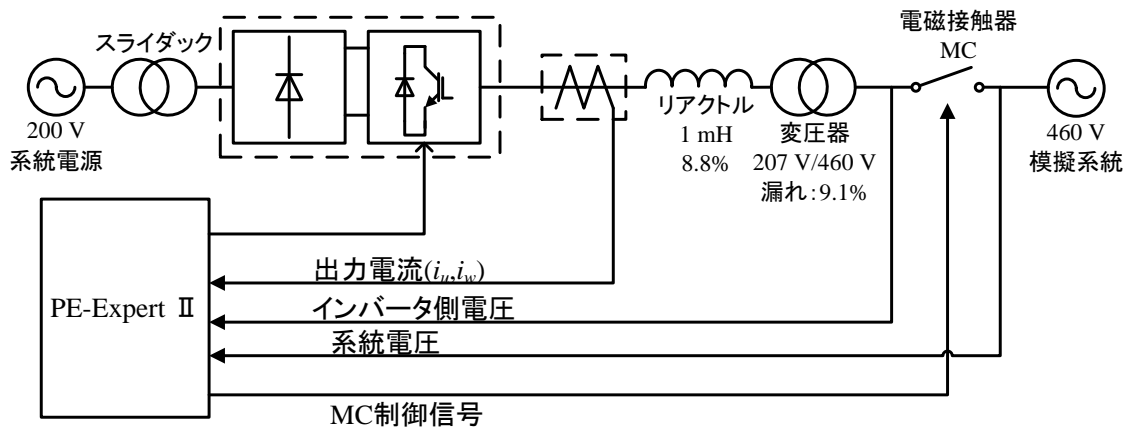 スライダック
200 V
系統電源
リアクトル
1 mH
8.8%
変圧器
207 V/460 V
漏れ:9.1%
電磁接触器
MC
460 V
模擬系統
PE-Expert Ⅱ
出力電流(iu,iw)
インバータ側電圧
系統電圧
MC制御信号